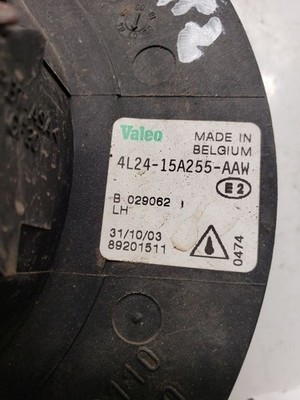 Valeo
MADE IN
BELGIUM
4L24-15A255-AAW
E2
B 029062
LH
31/10/03
89201511
0474